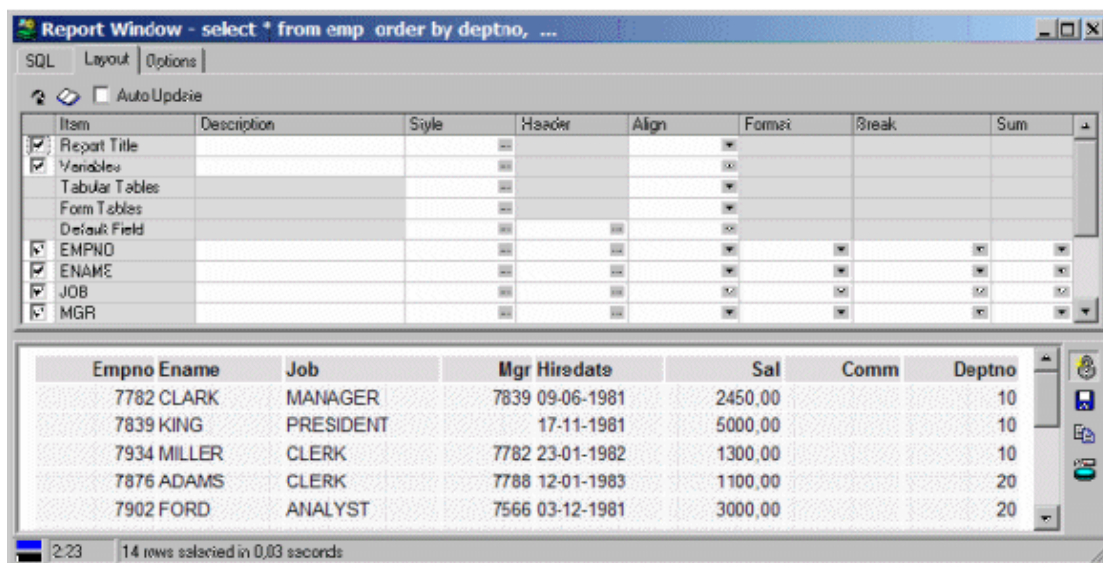 Report Window - select * from emp order by deptno, ...
SQL Layout Options
Auto Update
Item Description Style Header Align Format Break Sum
Report Title
Variables
Tabular Tables
Form Tables
Default Field
EMPNO
ENAME
JOB
MGR
Empno Ename Job Mgr Hiredate Sal Comm Deptno
7782 CLARK MANAGER 7839 09-06-1981 2450,00 10
7839 KING PRESIDENT 17-11-1981 5000,00 10
7934 MILLER CLERK 7782 23-01-1982 1300,00 10
7876 ADAMS CLERK 7788 12-01-1983 1100,00 20
7902 FORD ANALYST 7566 03-12-1981 3000,00 20
2:23 14 rows selected in 0,03 seconds